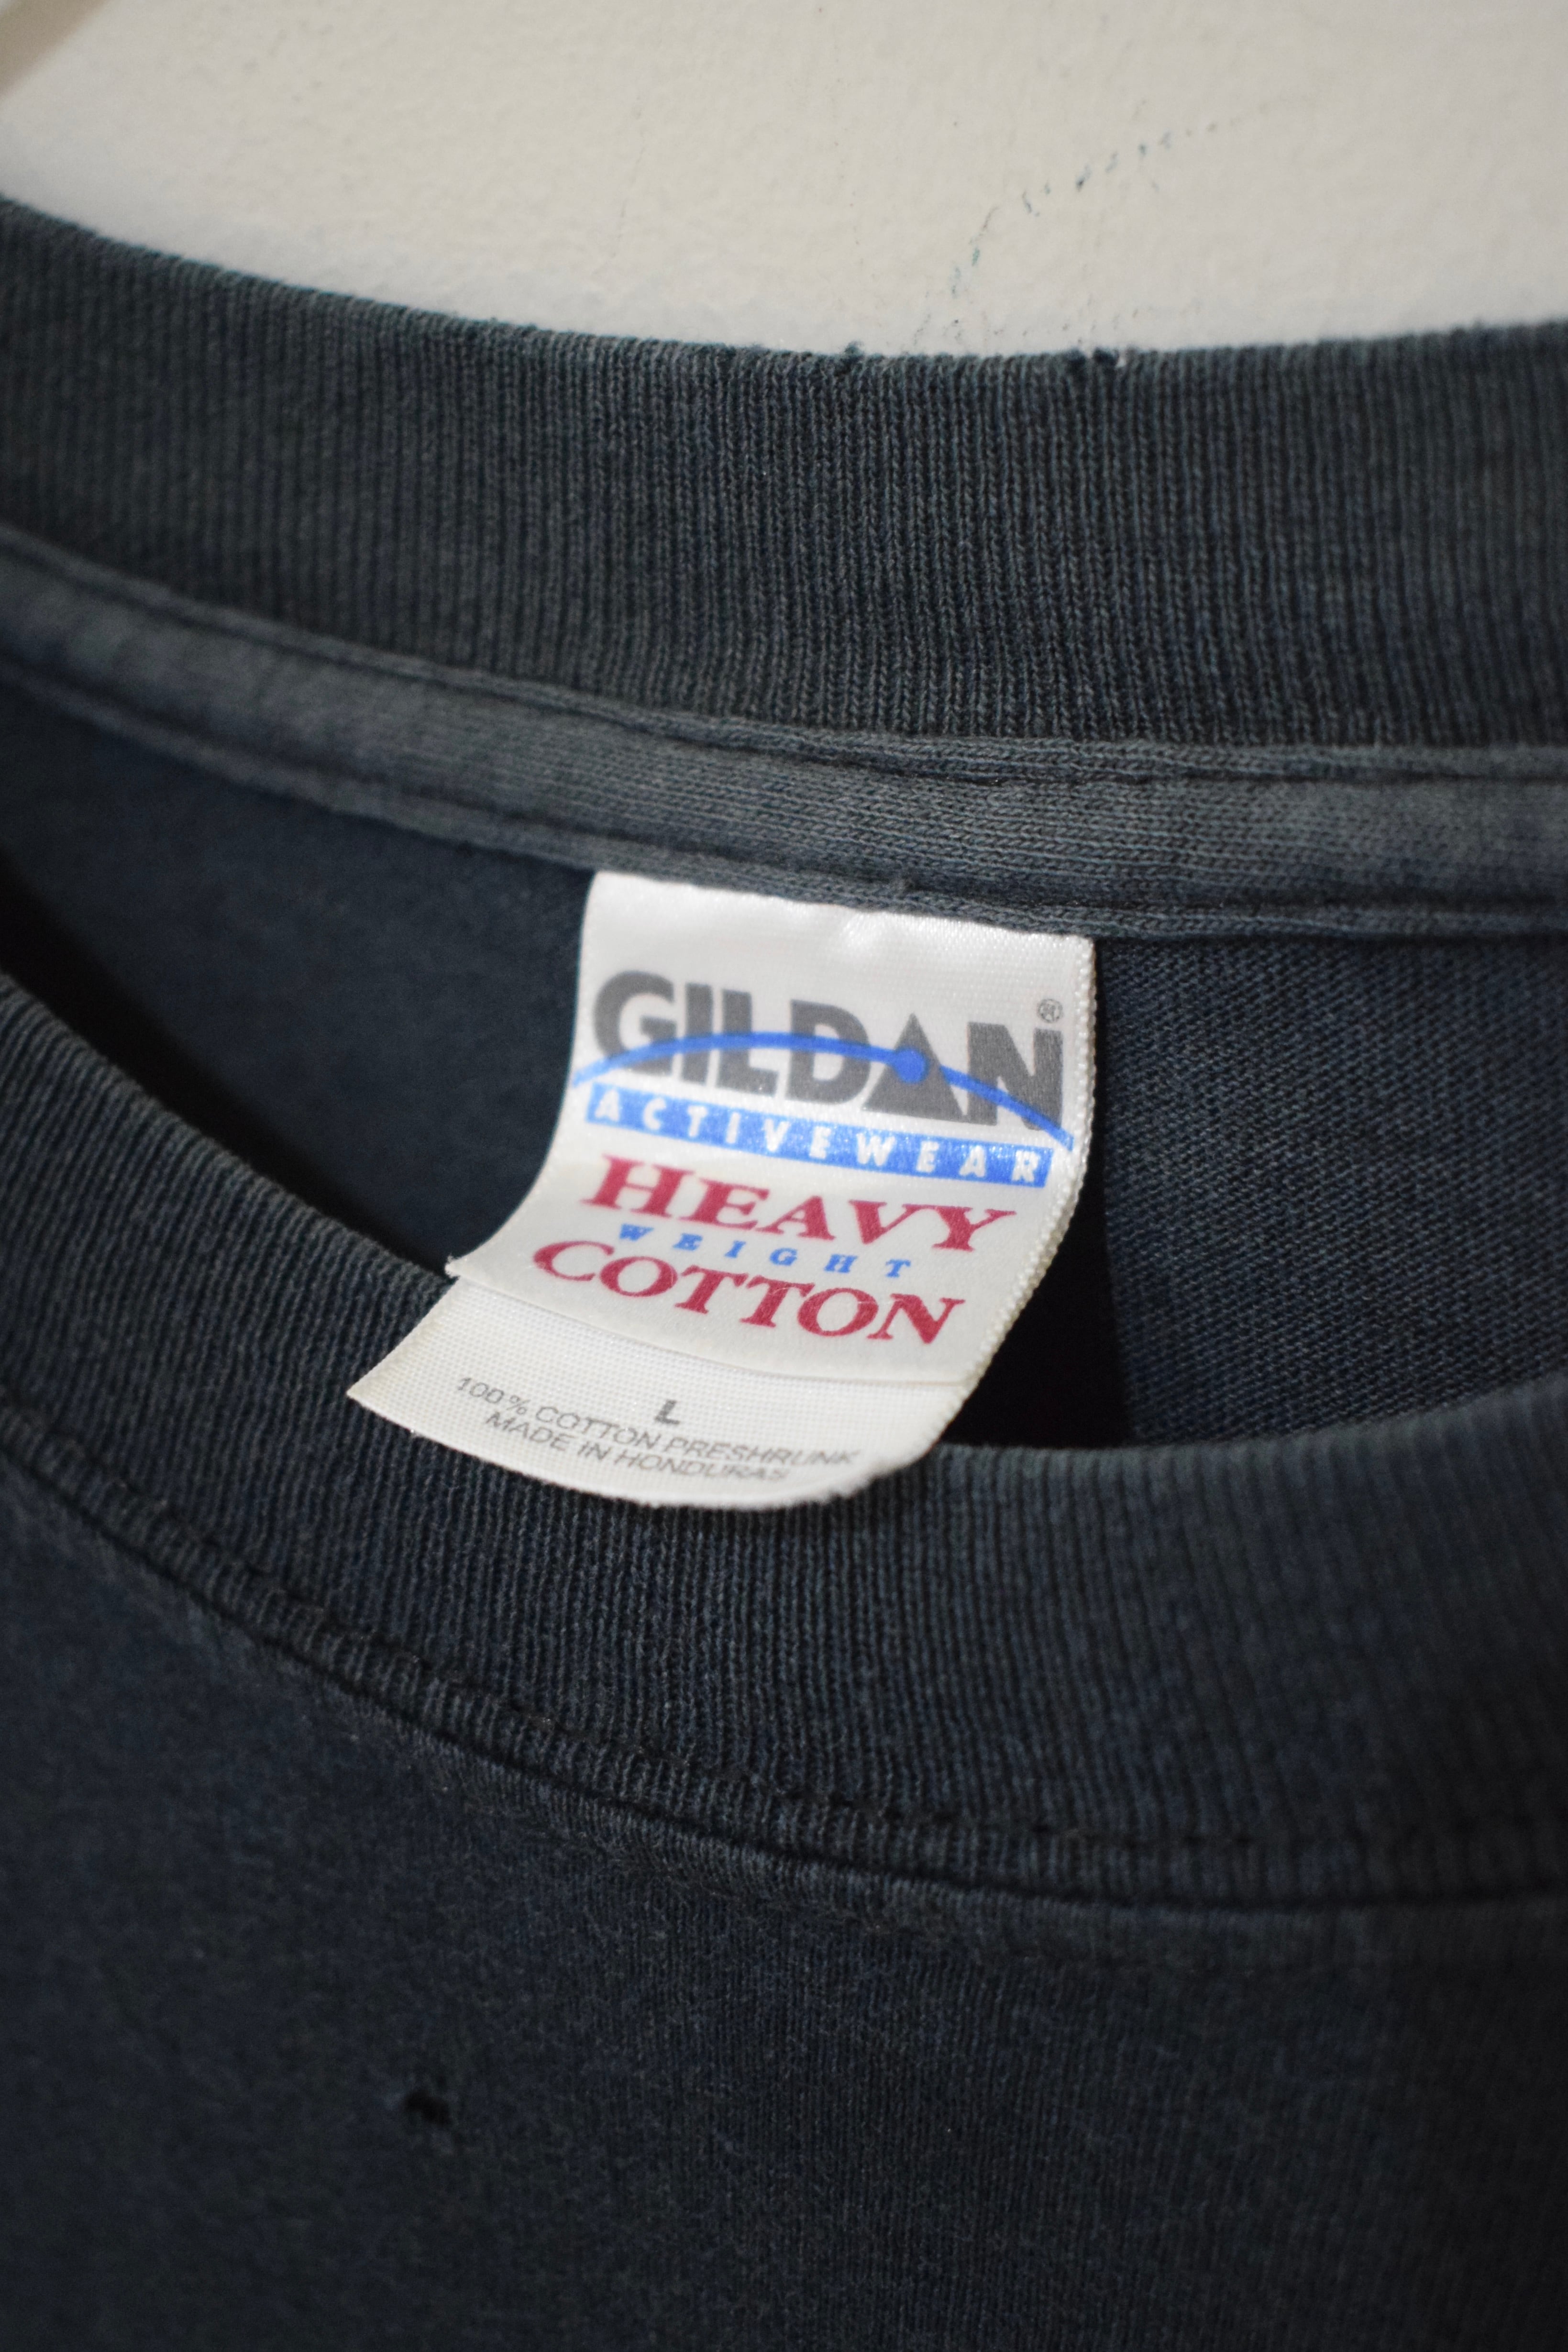 GILDAN®
ACTIVEWEAR
HEAVY
WEIGHT
COTTON
L
100% COTTON PRESHRUNK
MADE IN HONDURAS